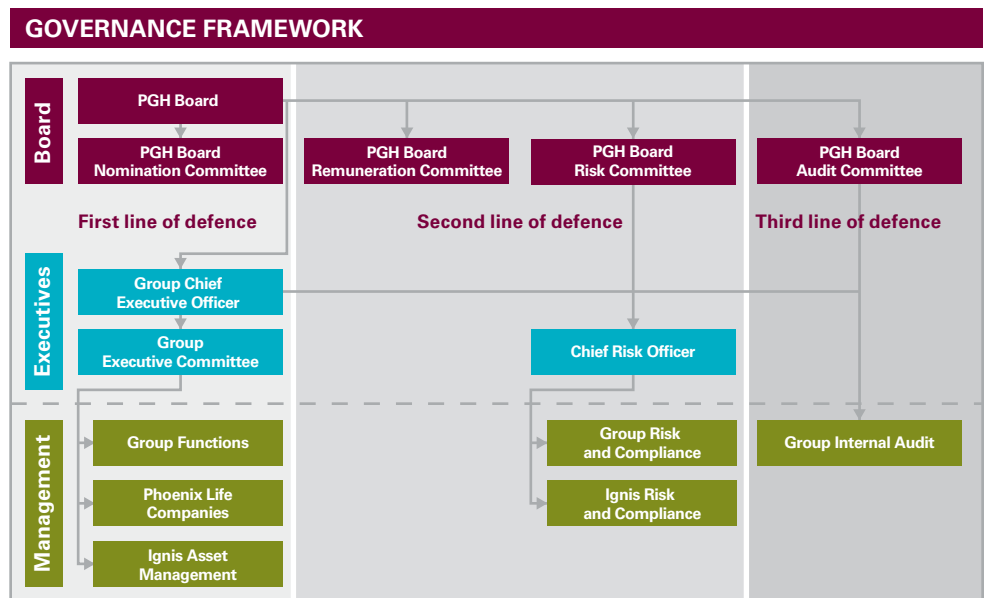 GOVERNANCE FRAMEWORK
Board
PGH Board
PGH Board
Nomination Committee
PGH Board
Remuneration Committee
PGH Board
Risk Committee
PGH Board
Audit Committee
First line of defence
Second line of defence
Third line of defence
Executives
Group Chief
Executive Officer
Group
Executive Committee
Chief Risk Officer
Management
Group Functions
Group Risk
and Compliance
Group Internal Audit
Phoenix Life
Companies
Ignis Risk
and Compliance
Ignis Asset
Management